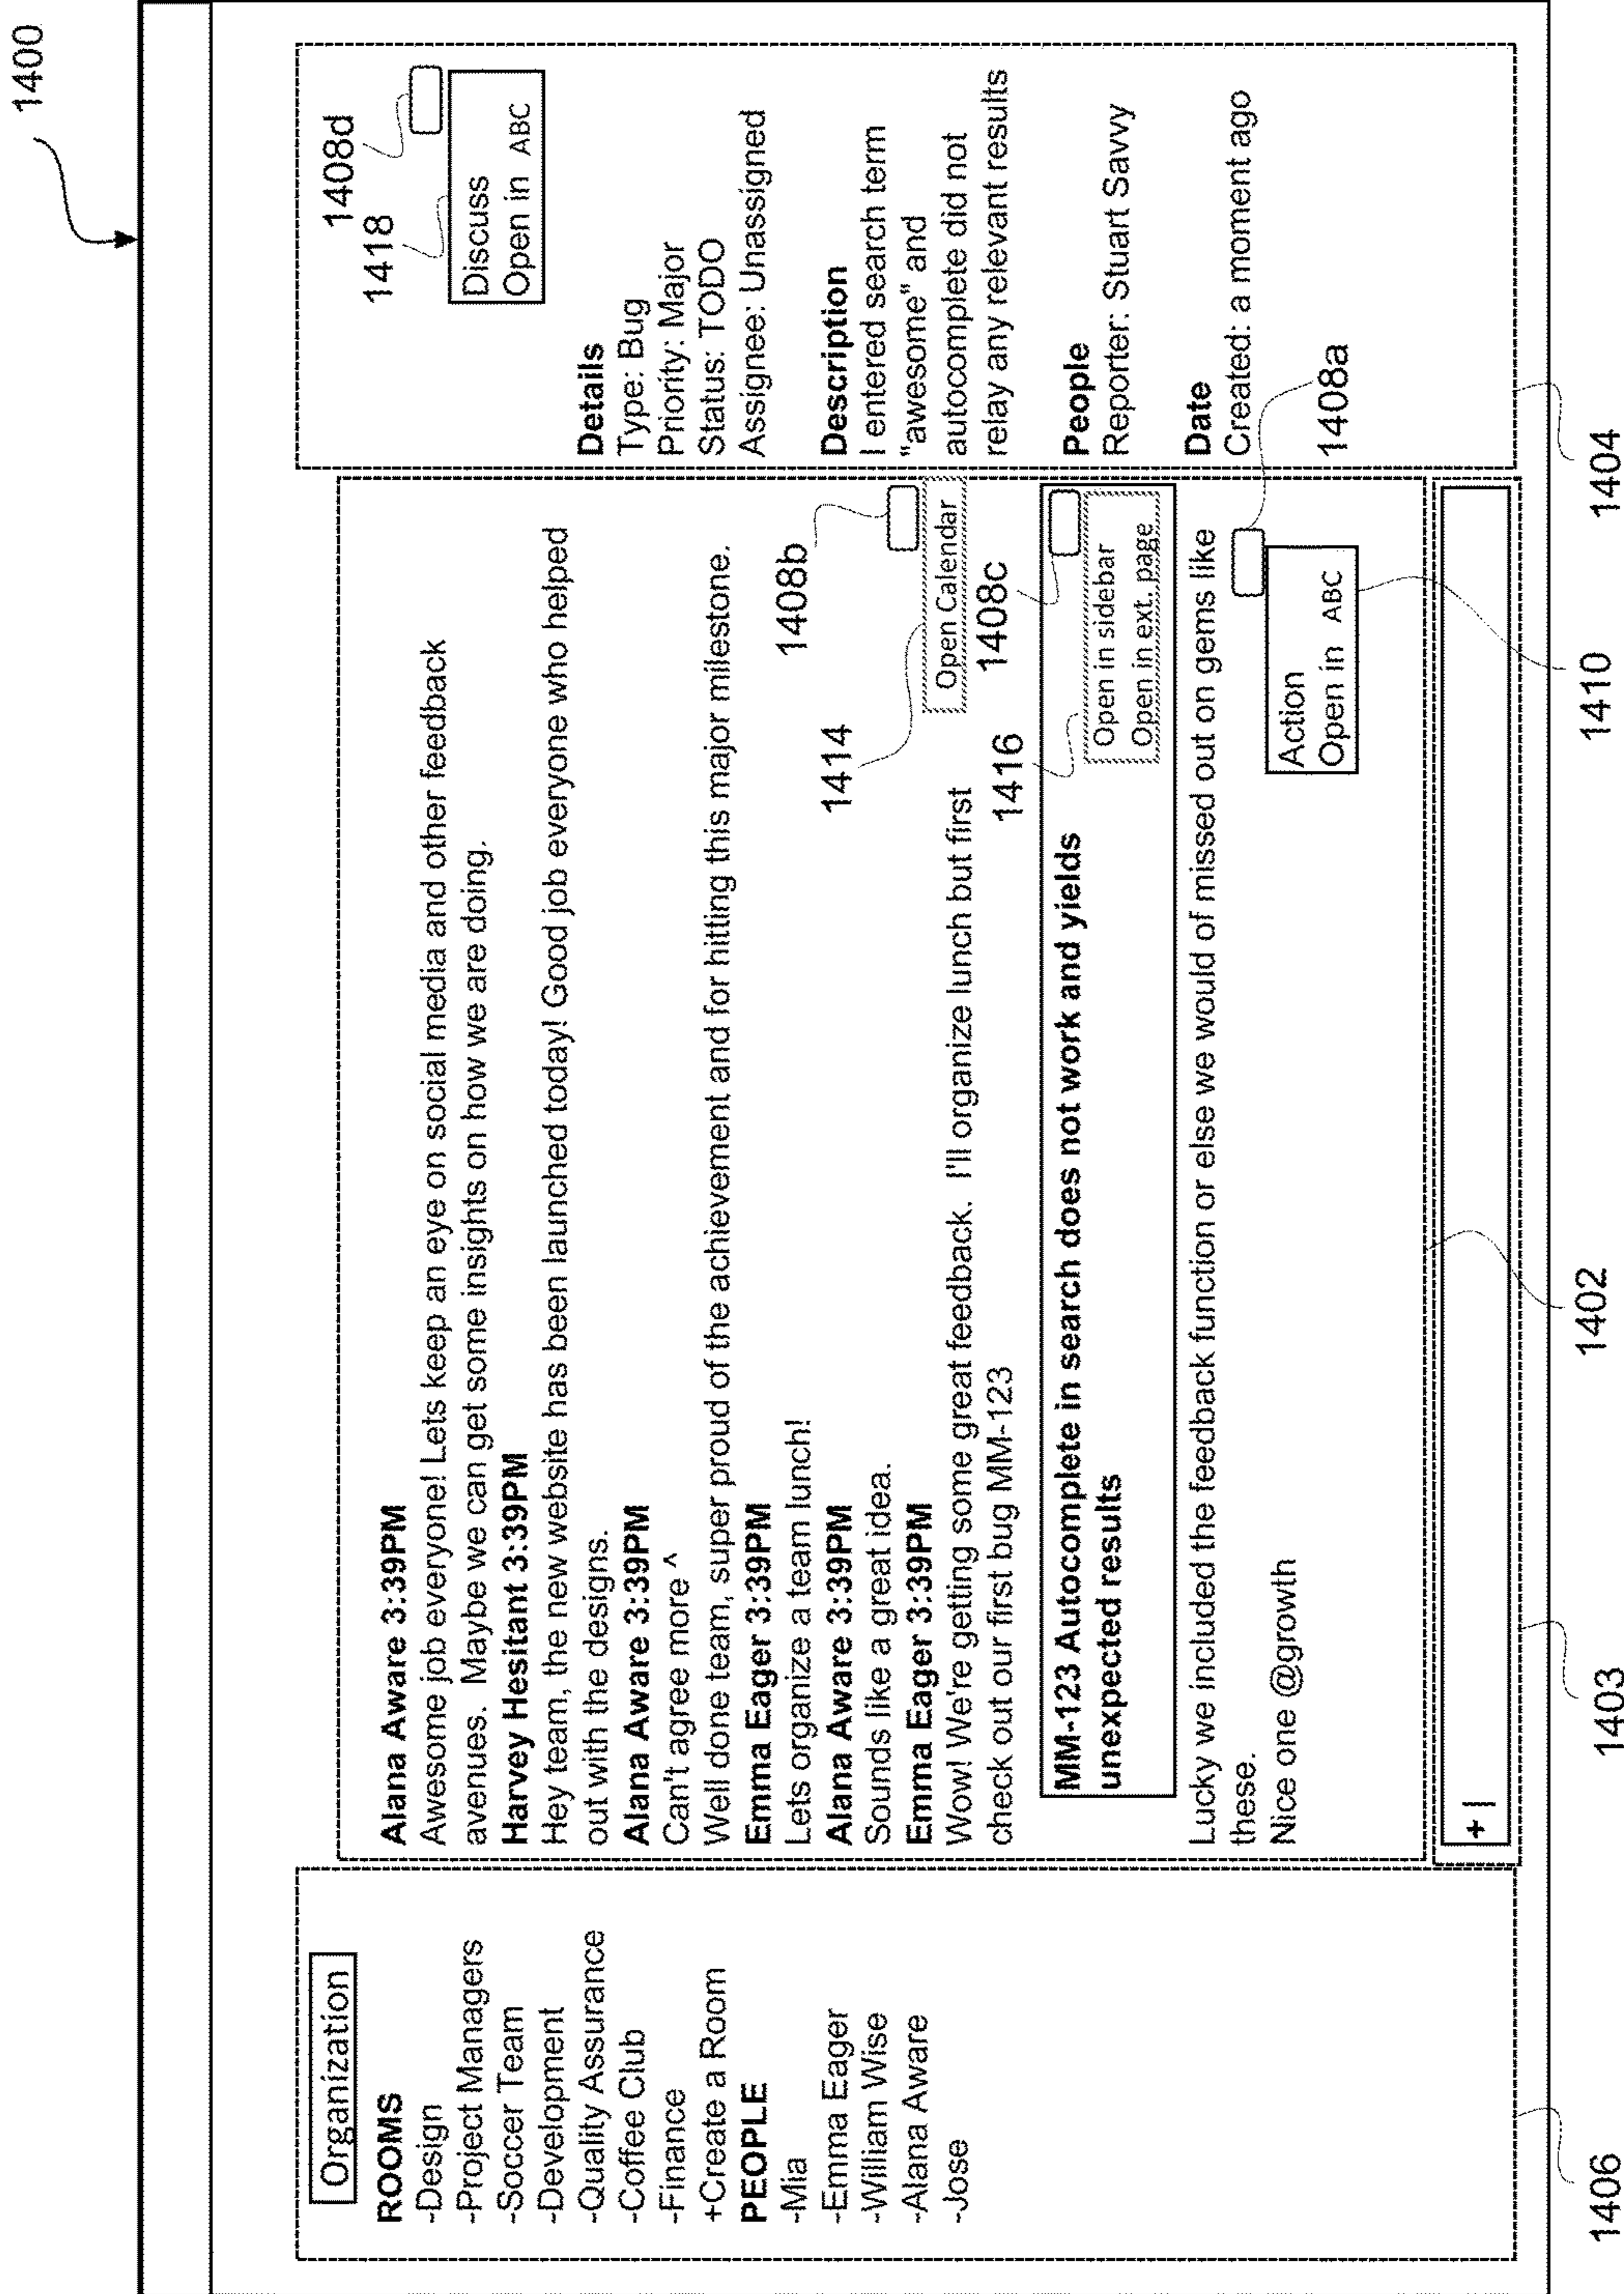 1400
Organization
ROOMS
-Design
-Project Managers
-Soccer Team
-Development
-Quality Assurance
-Coffee Club
-Finance
+Create a Room
PEOPLE
-Mia
-Emma Eager
-William Wise
-Alana Aware
-Jose
Alana Aware 3:39PM
Awesome job everyone! Lets keep an eye on social media and other feedback
avenues. Maybe we can get some insights on how we are doing.
Harvey Hesitant 3:39PM
Hey team, the new website has been launched today! Good job everyone who helped
out with the designs.
Alana Aware 3:39PM
Can't agree more ^
Well done team, super proud of the achievement and for hitting this major milestone.
Emma Eager 3:39PM
Lets organize a team lunch!
1408b
Alana Aware 3:39PM
1414
Sounds like a great idea.
Emma Eager 3:39PM
Open Calendar
Wow! We're getting some great feedback. I'll organize lunch but first
check out our first bug MM-123
1416
1408c
MM-123 Autocomplete in search does not work and yields
unexpected results
Open in sidebar
Open in ext. page
Lucky we included the feedback function or else we would of missed out on gems like
these.
Nice one @growth
Action
Open in ABC
+ |
1408d
1418
Discuss
Open in ABC
Details
Type: Bug
Priority: Major
Status: TODO
Assignee: Unassigned
Description
I entered search term
"awesome" and
autocomplete did not
relay any relevant results
People
Reporter: Stuart Savvy
Date
Created: a moment ago
1408a
1406
1403
1402
1410
1404